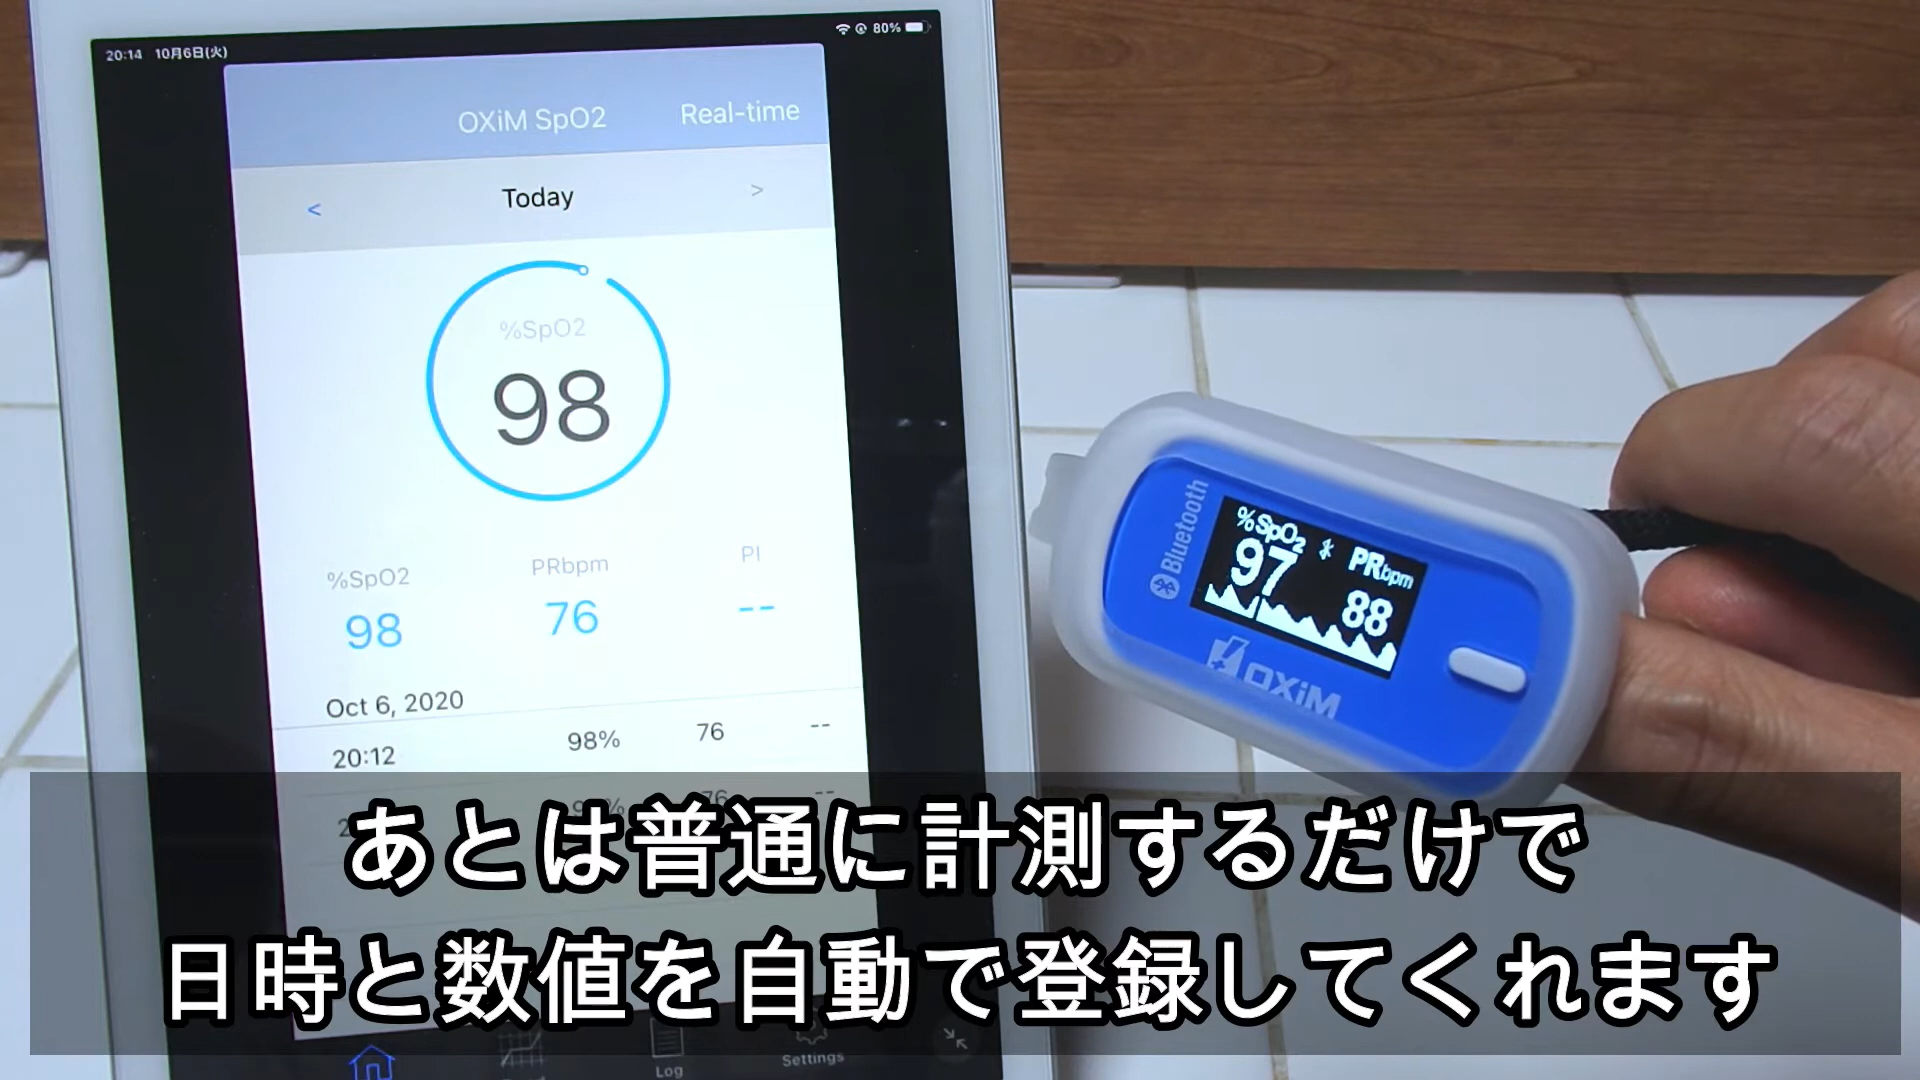 20:14 10月6日(火)
80%
OXiM SpO2
Real-time
<
Today
>
%SpO2
98
%SpO2
PRbpm
PI
98
76
--
Oct 6, 2020
20:12
98%
76
--
76
--
Log
Settings
Bluetooth
%SpO2
PRbpm
97
88
OXiM
あとは普通に計測するだけで
日時と数値を自動で登録してくれます